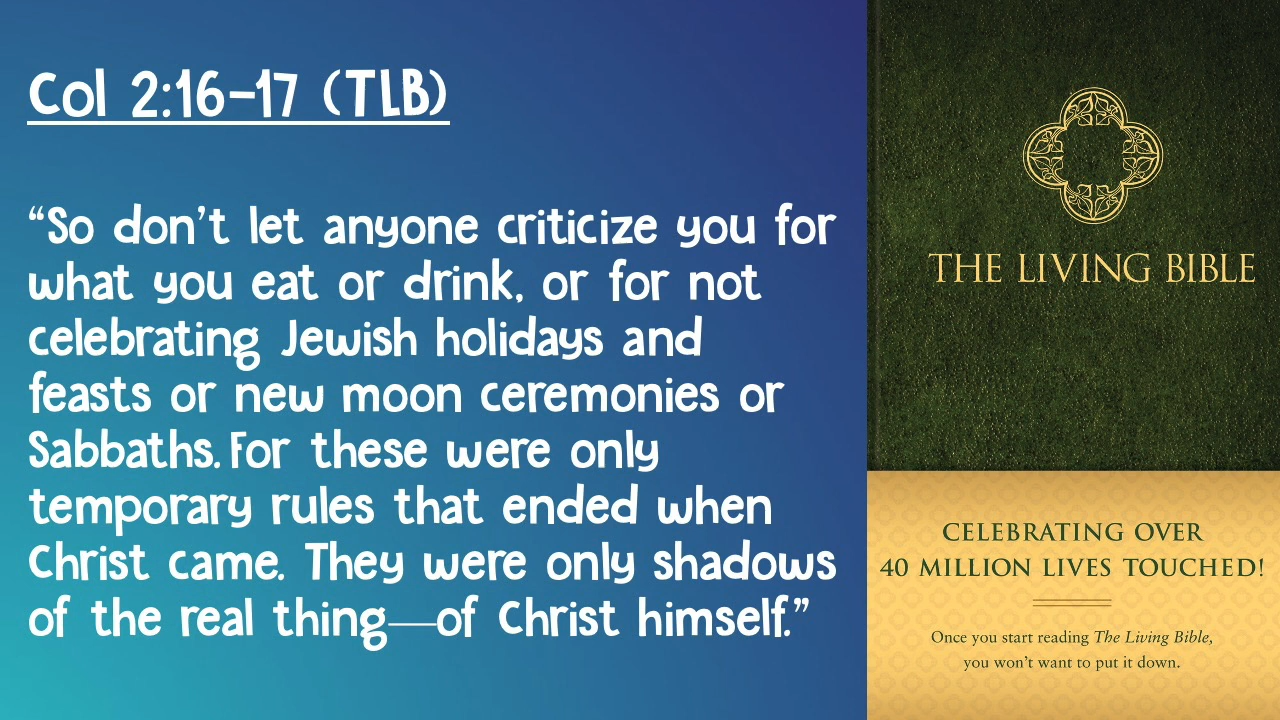 Col 2:16-17 (TLB)
“So don’t let anyone criticize you for
what you eat or drink, or for not
celebrating Jewish holidays and
feasts or new moon ceremonies or
Sabbaths. For these were only
temporary rules that ended when
Christ came. They were only shadows
of the real thing—of Christ himself.”
THE LIVING BIBLE
CELEBRATING OVER
40 MILLION LIVES TOUCHED!
Once you start reading The Living Bible,
you won’t want to put it down.